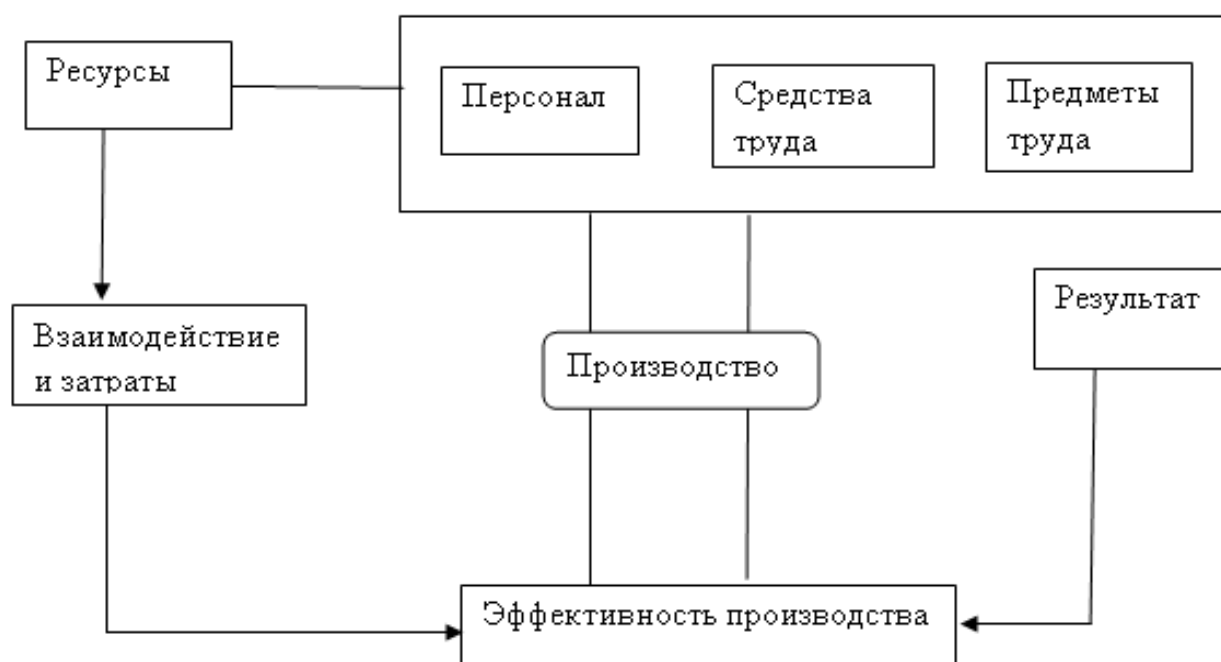 Ресурсы
Персонал
Средства
труда
Предметы
труда
Взаимодействие
и затраты
Производство
Результат
Эффективность производства